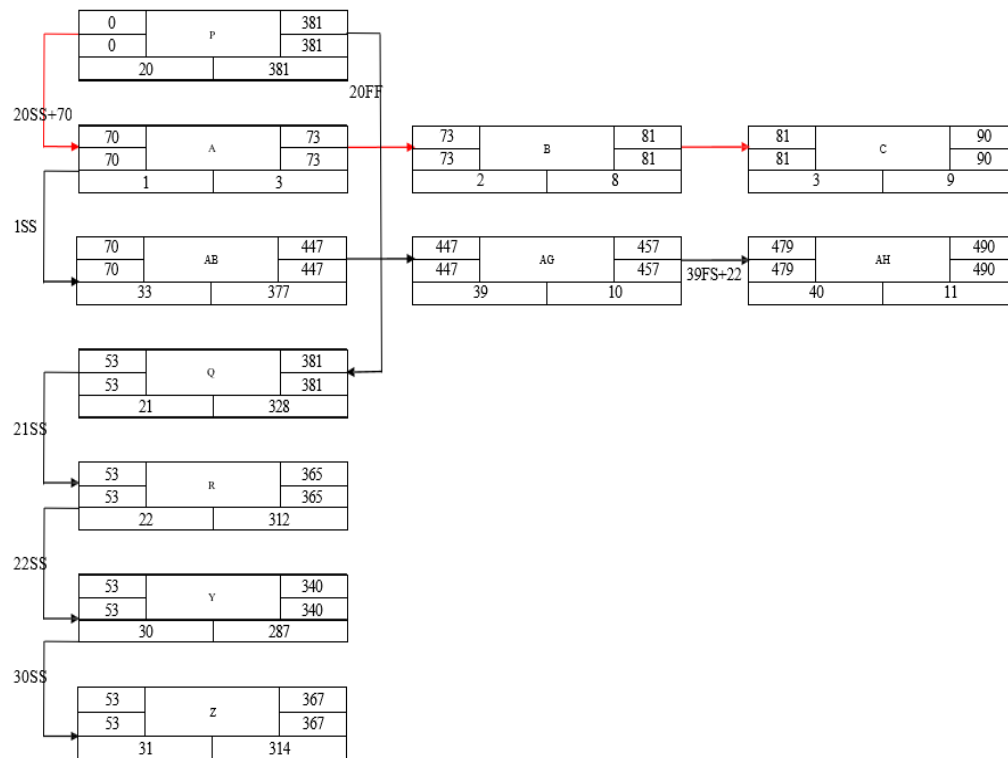 0 P 381
0 381
20 381
20FF
20SS+70
70 A 73
70 73
1 3
73 B 81
73 81
2 8
81 C 90
81 90
3 9
1SS
70 AB 447
70 447
33 377
447 AG 457
447 457
39 10
39FS+22
479 AH 490
479 490
40 11
53 Q 381
53 381
21 328
21SS
53 R 365
53 365
22 312
22SS
53 Y 340
53 340
30 287
30SS
53 Z 367
53 367
31 314